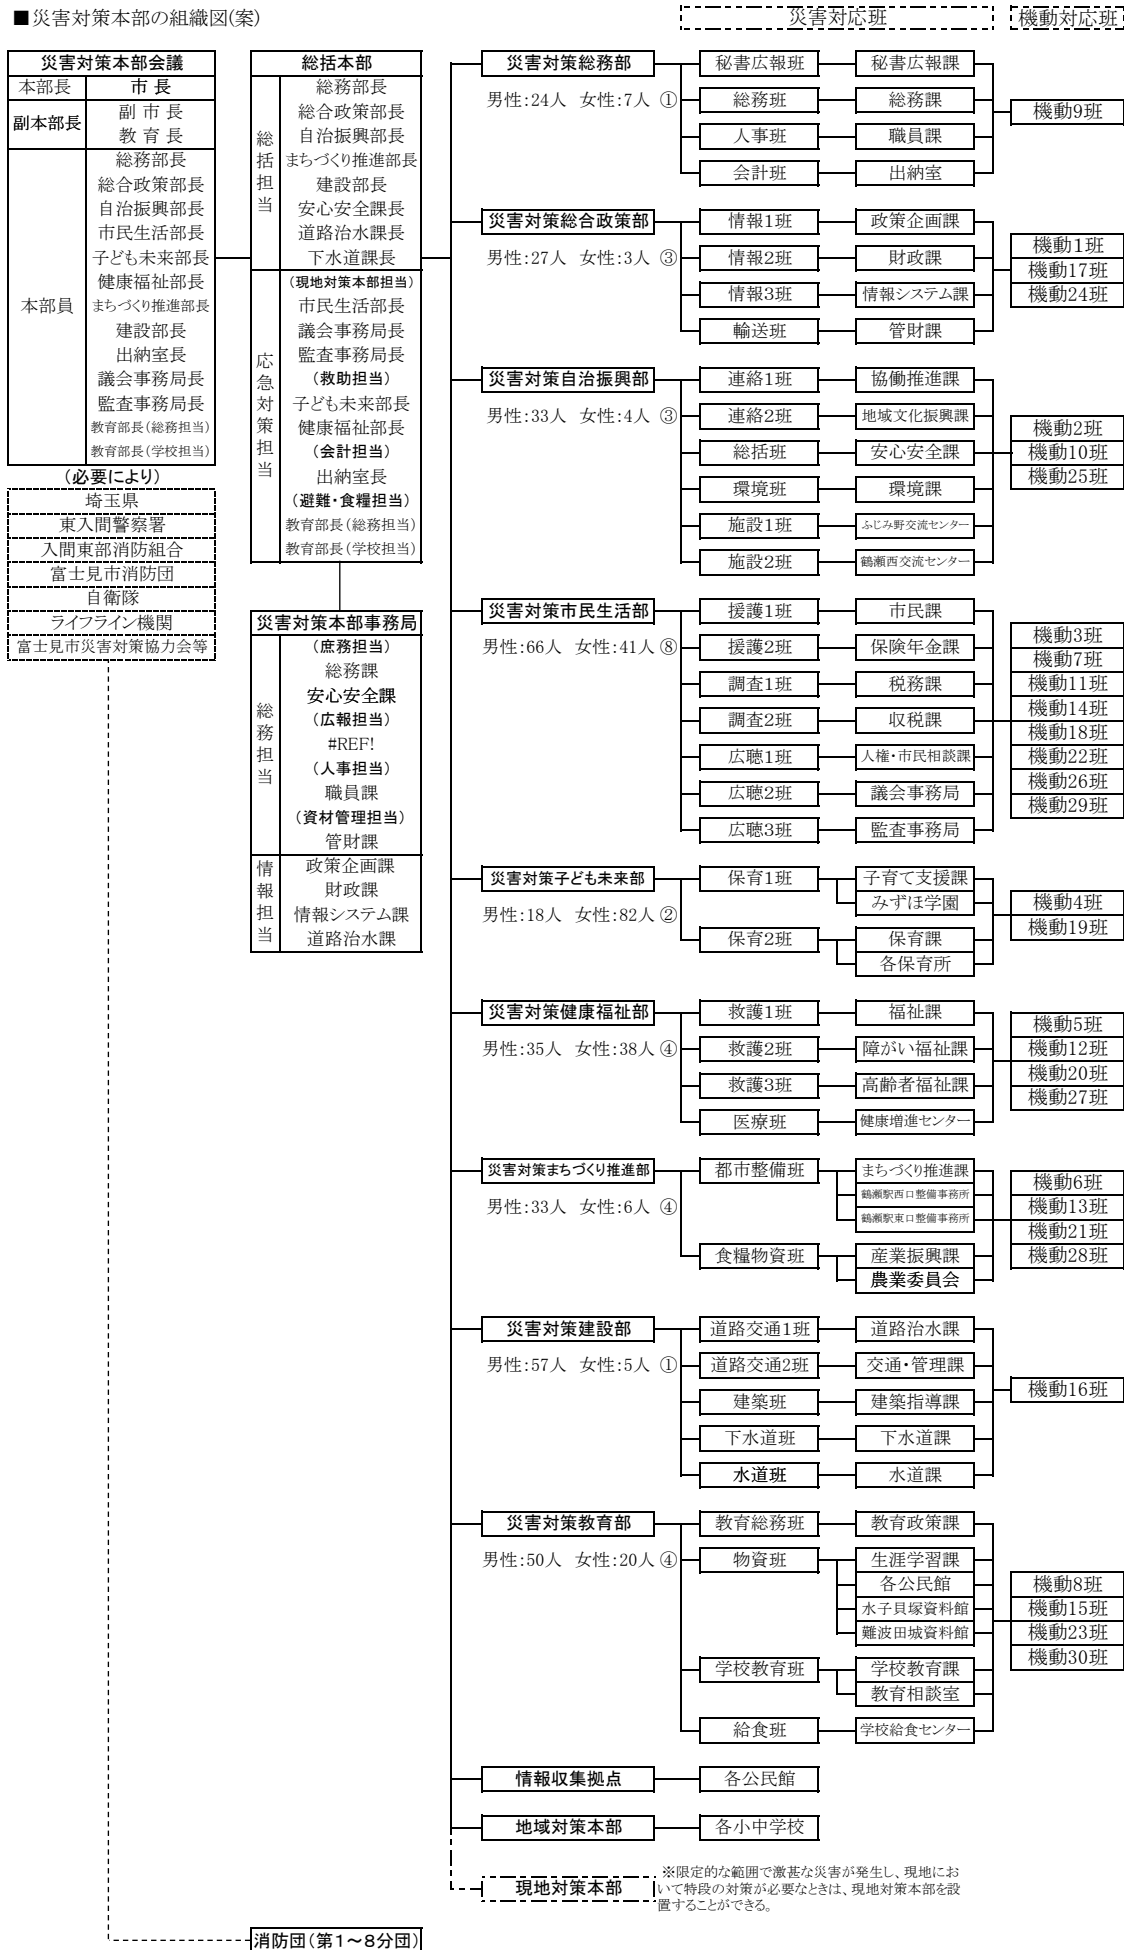 ■災害対策本部の組織図(案)
災害対応班
機動対応班
災害対策本部会議
本部長 市 長
副本部長 副 市 長
教 育 長
本部員
総務部長
総合政策部長
自治振興部長
市民生活部長
子ども未来部長
健康福祉部長
まちづくり推進部長
建設部長
出納室長
議会事務局長
監査事務局長
教育部長(総務担当)
教育部長(学校担当)
(必要により)
埼玉県
東入間警察署
入間東部消防組合
富士見市消防団
自衛隊
ライフライン機関
富士見市災害対策協力会等
総括本部
総括担当
総務部長
総合政策部長
自治振興部長
まちづくり推進部長
建設部長
安心安全課長
道路治水課長
下水道課長
応急対策担当
(現地対策本部担当)
市民生活部長
議会事務局長
監査事務局長
(救助担当)
子ども未来部長
健康福祉部長
(会計担当)
出納室長
(避難・食糧担当)
教育部長(総務担当)
教育部長(学校担当)
災害対策本部事務局
総務担当
(庶務担当)
総務課
安心安全課
(広報担当)
#REF!
(人事担当)
職員課
(資材管理担当)
管財課
情報担当
政策企画課
財政課
情報システム課
道路治水課
災害対策総務部
男性:24人 女性:7人 ①
秘書広報班 秘書広報課
総務班 総務課
人事班 職員課
会計班 出納室
機動9班
災害対策総合政策部
男性:27人 女性:3人 ③
情報1班 政策企画課
情報2班 財政課
情報3班 情報システム課
輸送班 管財課
機動1班
機動17班
機動24班
災害対策自治振興部
男性:33人 女性:4人 ③
連絡1班 協働推進課
連絡2班 地域文化振興課
総括班 安心安全課
環境班 環境課
施設1班 ふじみ野交流センター
施設2班 鶴瀬西交流センター
機動2班
機動10班
機動25班
災害対策市民生活部
男性:66人 女性:41人 ⑧
援護1班 市民課
援護2班 保険年金課
調査1班 税務課
調査2班 収税課
広聴1班 人権・市民相談課
広聴2班 議会事務局
広聴3班 監査事務局
機動3班
機動7班
機動11班
機動14班
機動18班
機動22班
機動26班
機動29班
災害対策子ども未来部
男性:18人 女性:82人 ②
保育1班 子育て支援課
みずほ学園
保育2班 保育課
各保育所
機動4班
機動19班
災害対策健康福祉部
男性:35人 女性:38人 ④
救護1班 福祉課
救護2班 障がい福祉課
救護3班 高齢者福祉課
医療班 健康増進センター
機動5班
機動12班
機動20班
機動27班
災害対策まちづくり推進部
男性:33人 女性:6人 ④
都市整備班 まちづくり推進課
鶴瀬駅西口整備事務所
鶴瀬駅東口整備事務所
食糧物資班 産業振興課
農業委員会
機動6班
機動13班
機動21班
機動28班
災害対策建設部
男性:57人 女性:5人 ①
道路交通1班 道路治水課
道路交通2班 交通・管理課
建築班 建築指導課
下水道班 下水道課
水道班 水道課
機動16班
災害対策教育部
男性:50人 女性:20人 ④
教育総務班 教育政策課
物資班 生涯学習課
各公民館
水子貝塚資料館
難波田城資料館
学校教育班 学校教育課
教育相談室
給食班 学校給食センター
機動8班
機動15班
機動23班
機動30班
情報収集拠点 各公民館
地域対策本部 各小中学校
現地対策本部
※限定的な範囲で激甚な災害が発生し、現地にお
いて特段の対策が必要なときは、現地対策本部を設
置することができる。
消防団(第1~8分団)